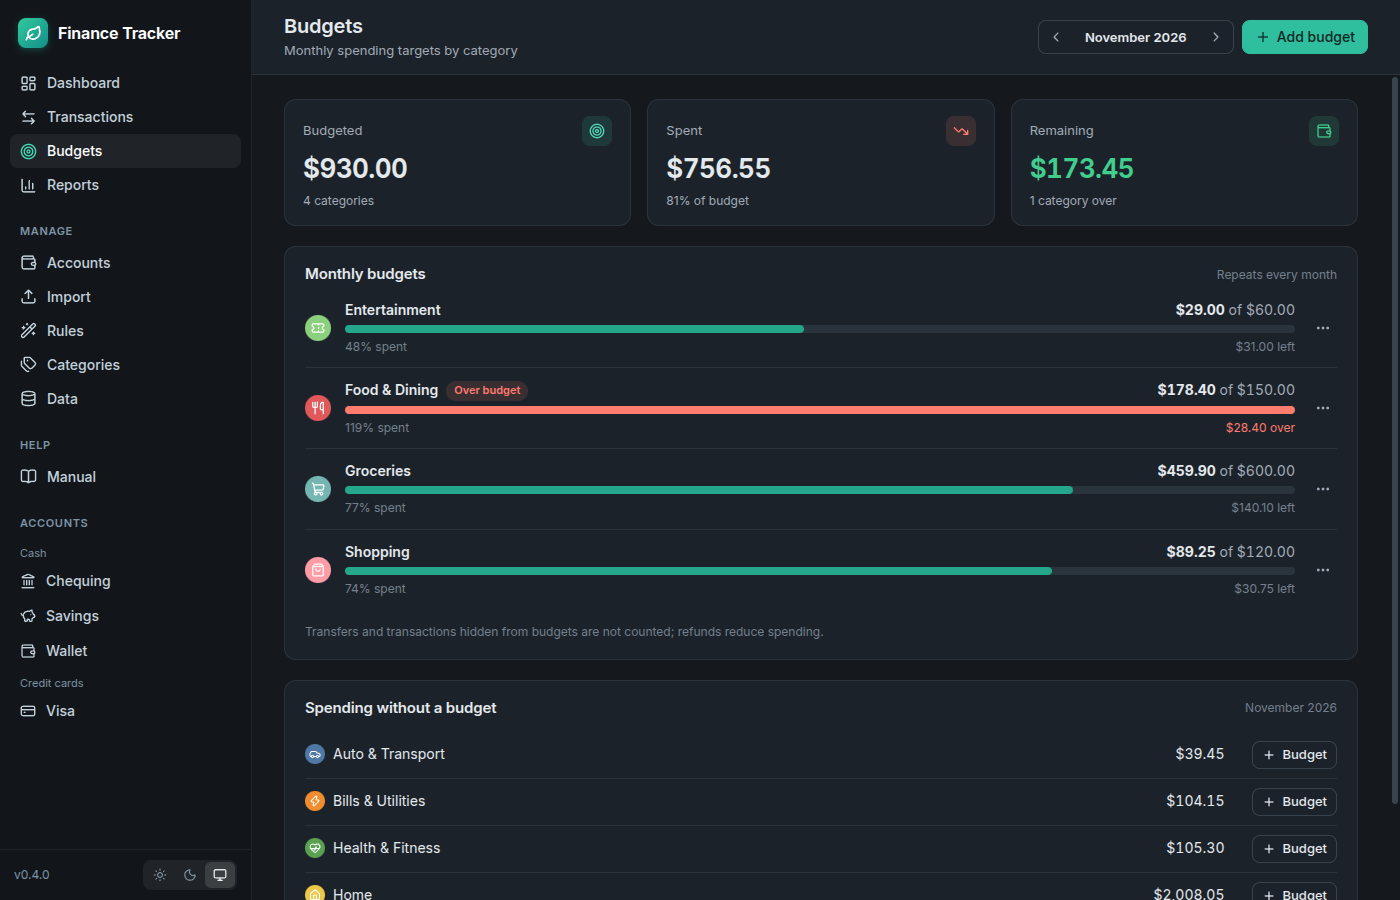 Finance Tracker
Dashboard
Transactions
Budgets
Reports
MANAGE
Accounts
Import
Rules
Categories
Data
HELP
Manual
ACCOUNTS
Cash
Chequing
Savings
Wallet
Credit cards
Visa
v0.4.0
Budgets
Monthly spending targets by category
November 2026
Add budget
Budgeted
$930.00
4 categories
Spent
$756.55
81% of budget
Remaining
$173.45
1 category over
Monthly budgets
Repeats every month
Entertainment
$29.00 of $60.00
48% spent
$31.00 left
Food & Dining
Over budget
$178.40 of $150.00
119% spent
$28.40 over
Groceries
$459.90 of $600.00
77% spent
$140.10 left
Shopping
$89.25 of $120.00
74% spent
$30.75 left
Transfers and transactions hidden from budgets are not counted; refunds reduce spending.
Spending without a budget
November 2026
Auto & Transport
$39.45
Budget
Bills & Utilities
$104.15
Budget
Health & Fitness
$105.30
Budget
Home
$2,008.05
Budget